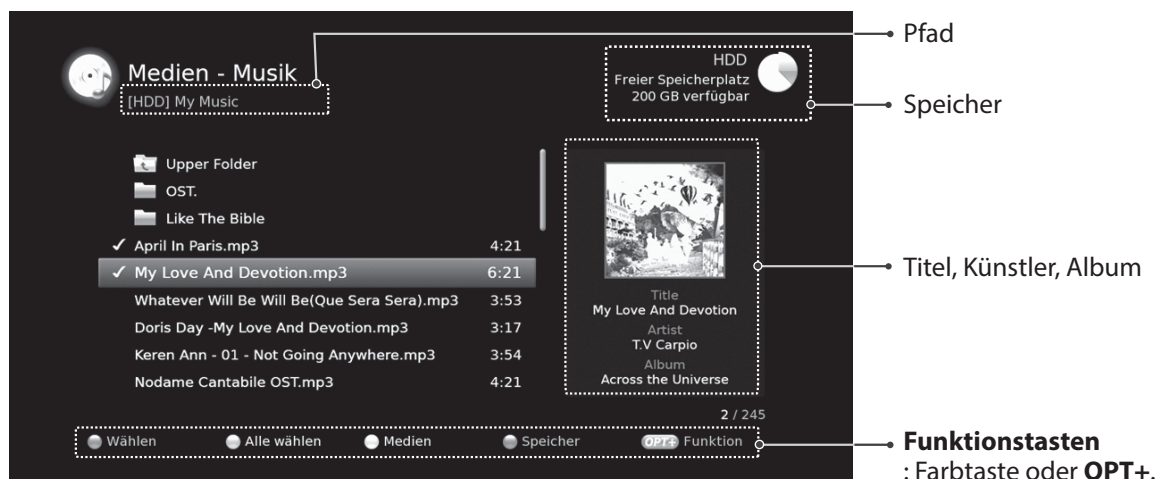 Pfad
Medien - Musik
[HDD] My Music
HDD
Freier Speicherplatz
200 GB verfügbar
Speicher
Upper Folder
OST.
Like The Bible
✓ April In Paris.mp3 4:21
✓ My Love And Devotion.mp3 6:21
Whatever Will Be Will Be(Que Sera Sera).mp3 3:53
Doris Day -My Love And Devotion.mp3 3:17
Keren Ann - 01 - Not Going Anywhere.mp3 3:54
Nodame Cantabile OST.mp3 4:21
Title
My Love And Devotion
Artist
T.V Carpio
Album
Across the Universe
Titel, Künstler, Album
2 / 245
Wählen Alle wählen Medien Speicher OPT+ Funktion
Funktionstasten
: Farbtaste oder OPT+.